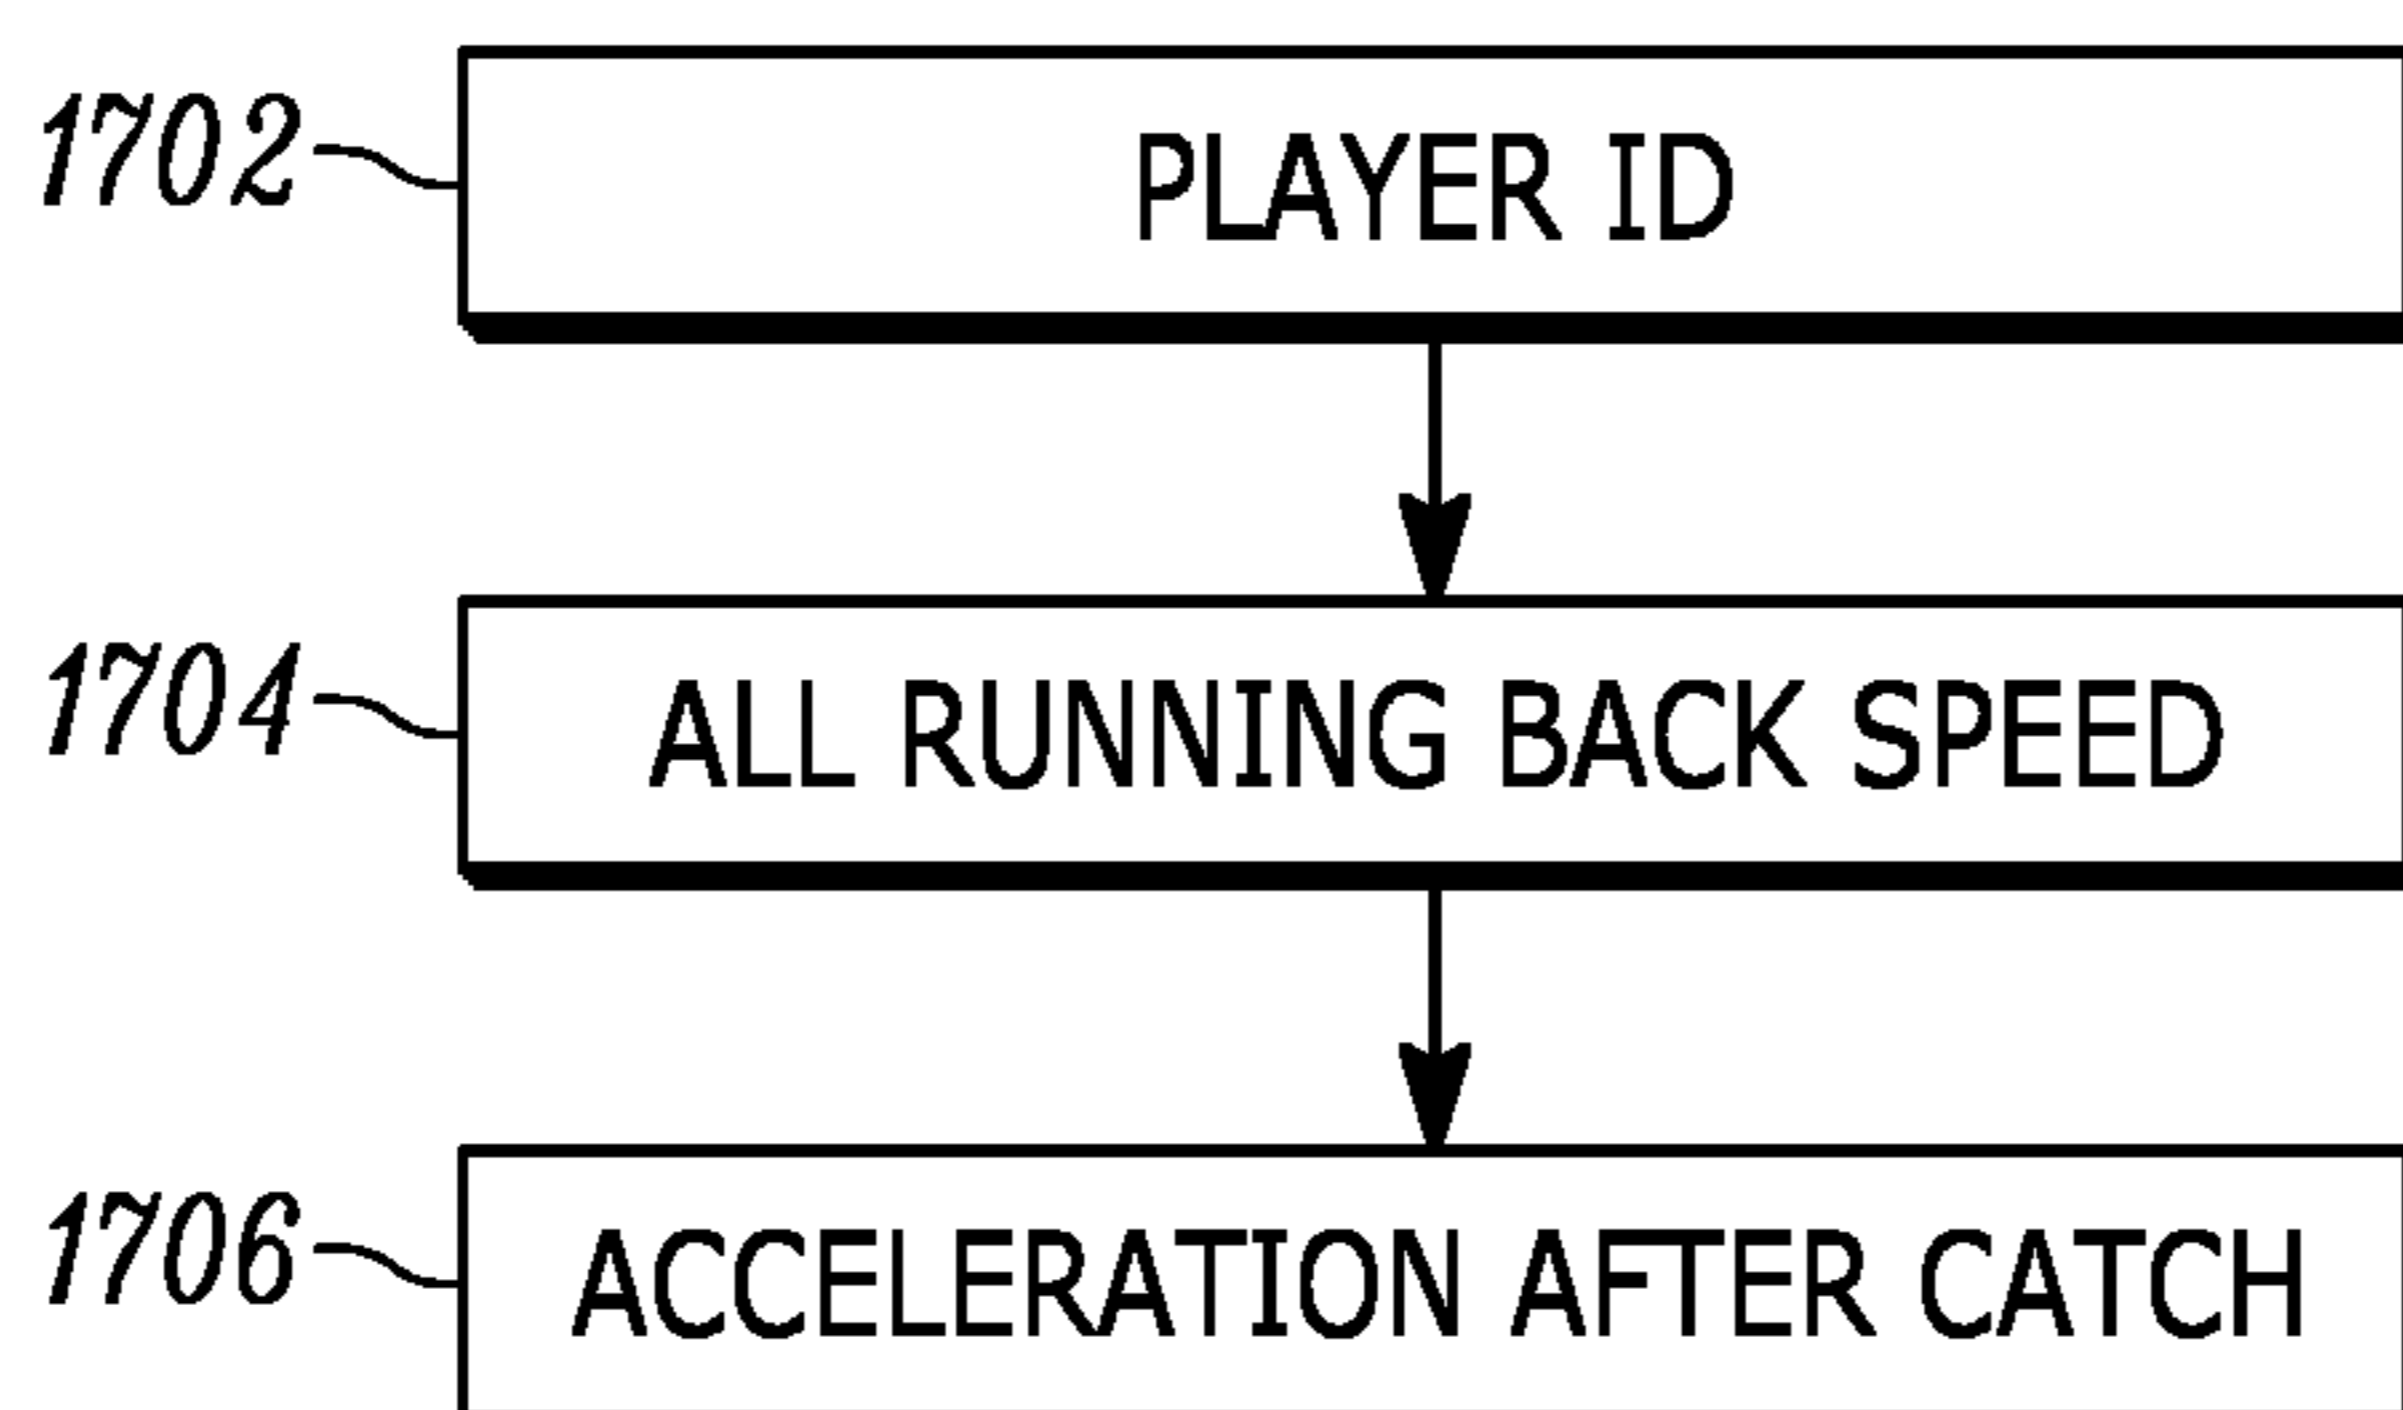 1702
PLAYER ID
1704
ALL RUNNING BACK SPEED
1706
ACCELERATION AFTER CATCH